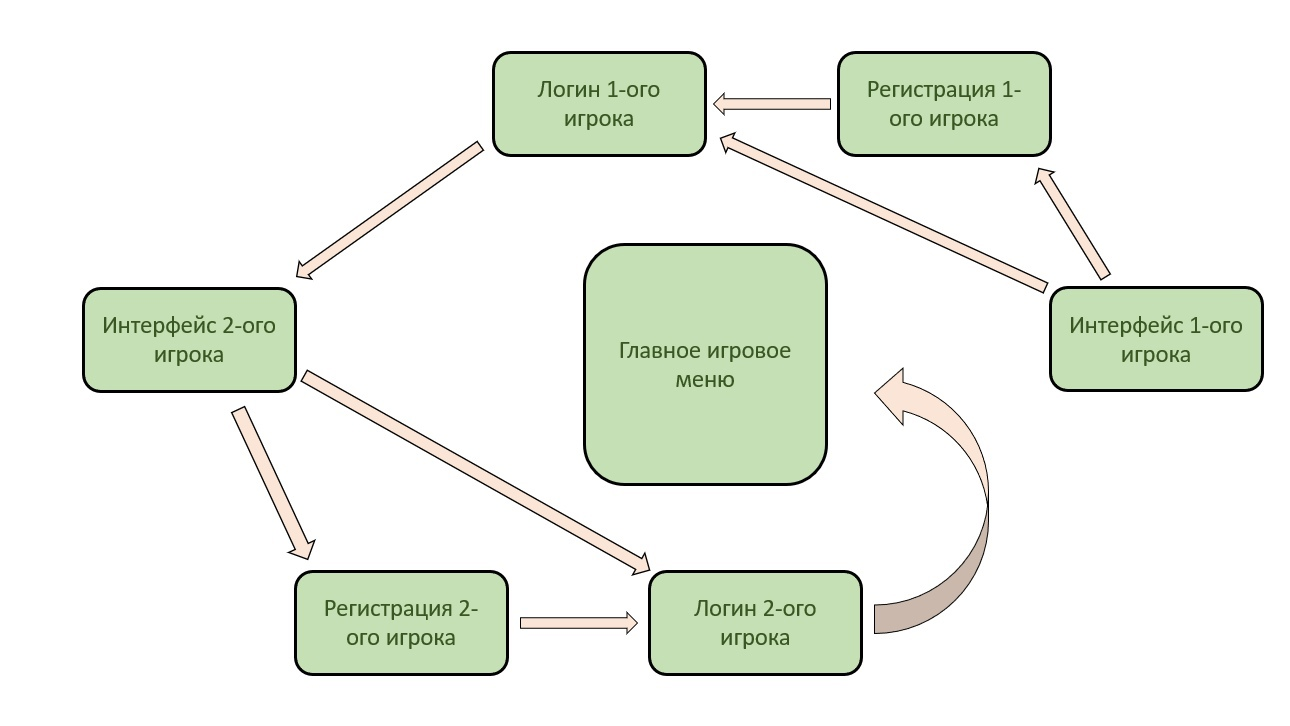 Логин 1-ого
игрока
Регистрация 1-
ого игрока
Интерфейс 2-ого
игрока
Главное игровое
меню
Интерфейс 1-ого
игрока
Регистрация 2-
ого игрока
Логин 2-ого
игрока